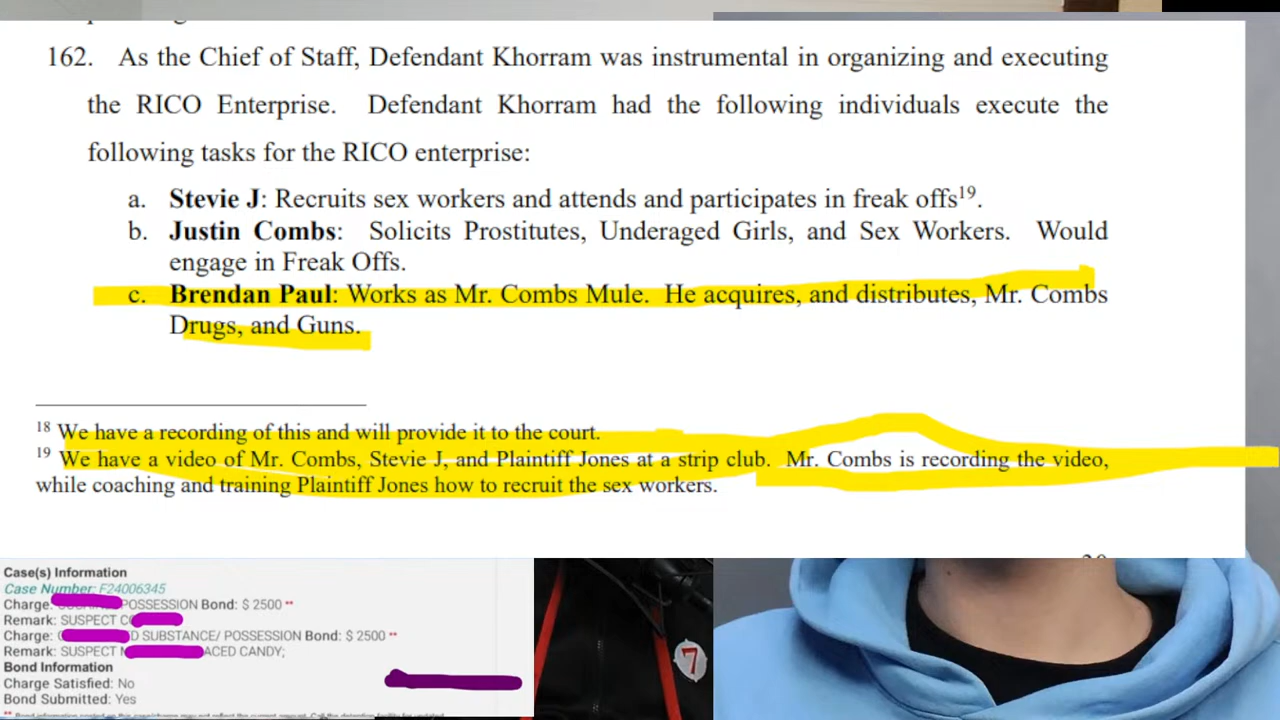 162. As the Chief of Staff, Defendant Khorram was instrumental in organizing and executing
the RICO Enterprise. Defendant Khorram had the following individuals execute the
following tasks for the RICO enterprise:
a. Stevie J: Recruits sex workers and attends and participates in freak offs19.
b. Justin Combs: Solicits Prostitutes, Underaged Girls, and Sex Workers. Would
engage in Freak Offs.
c. Brendan Paul: Works as Mr. Combs Mule. He acquires, and distributes, Mr. Combs
Drugs, and Guns.
18 We have a recording of this and will provide it to the court.
19 We have a video of Mr. Combs, Stevie J, and Plaintiff Jones at a strip club. Mr. Combs is recording the video,
while coaching and training Plaintiff Jones how to recruit the sex workers.
Case(s) Information
Case Number: F24006345
Charge: POSSESSION Bond: $ 2500 **
Remark: SUSPECT
Charge: SUBSTANCE/ POSSESSION Bond: $ 2500 **
Remark: SUSPECT CANDY;
Bond Information
Charge Satisfied: No
Bond Submitted: Yes
7